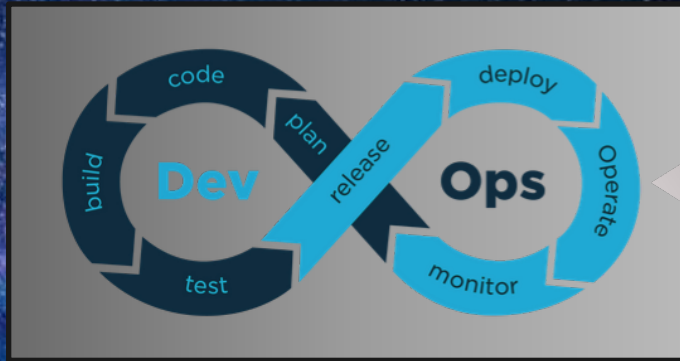 code
deploy
plan
build
Dev
release
Ops
Operate
test
monitor